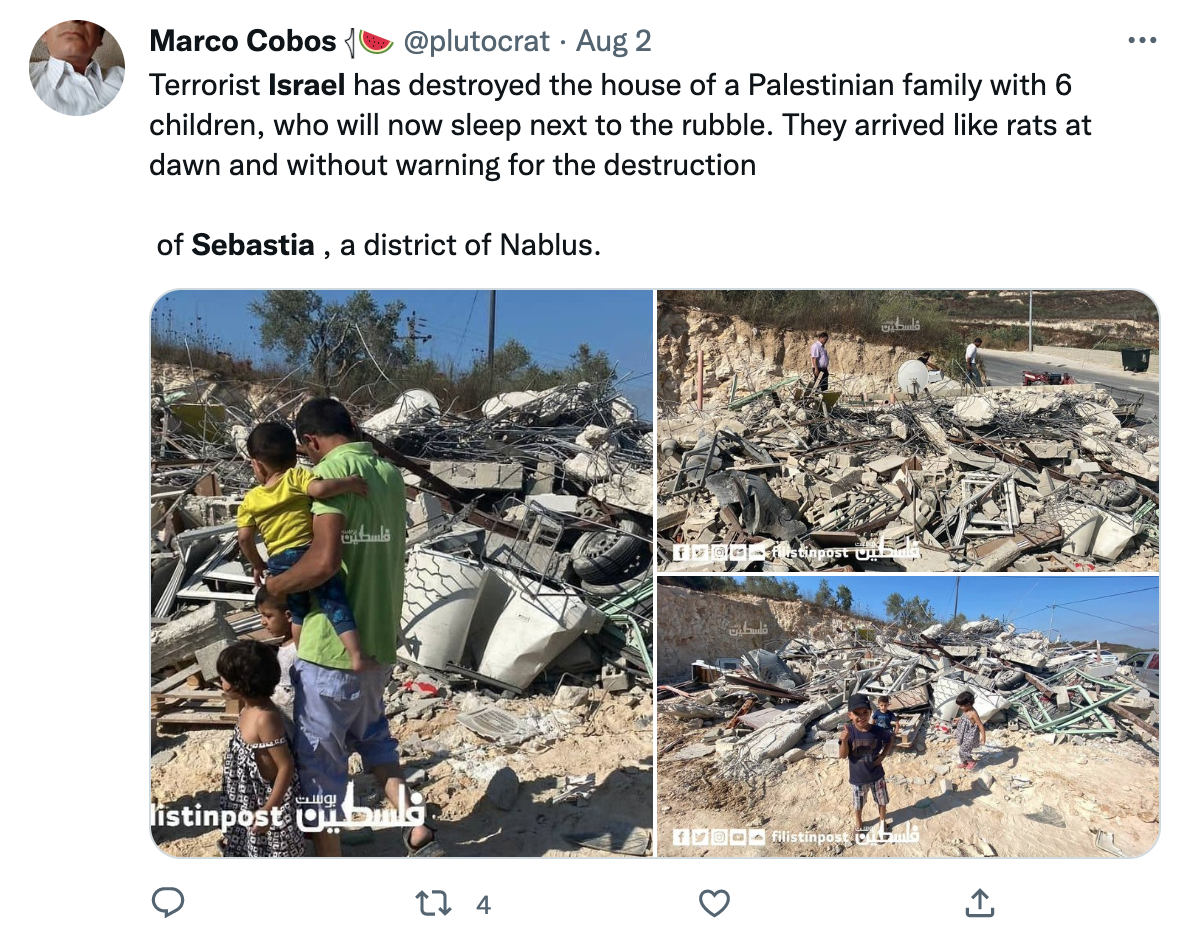 Marco Cobos @plutocrat · Aug 2
Terrorist Israel has destroyed the house of a Palestinian family with 6
children, who will now sleep next to the rubble. They arrived like rats at
dawn and without warning for the destruction
of Sebastia , a district of Nablus.
فلسطين
listinpost فلسطين بوست
فلسطين
filistinpost فلسطين بوست
فلسطين
filistinpost فلسطين بوست
4